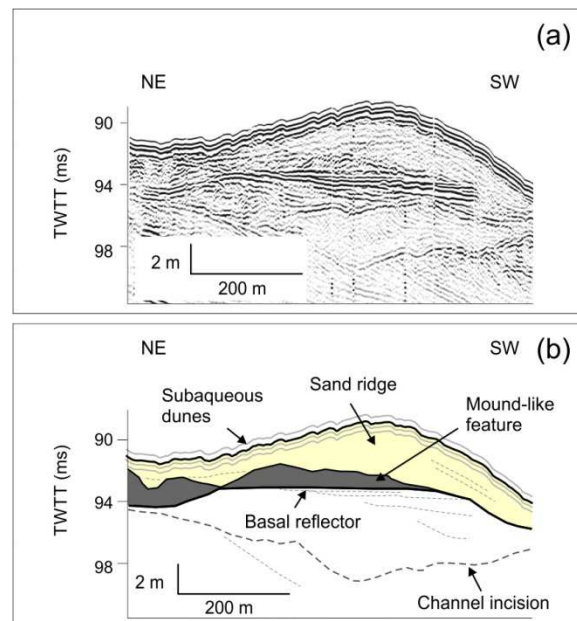 (a)
NE
SW
90
94
98
TWTT (ms)
2 m
200 m
(b)
NE
SW
Subaqueous
dunes
Sand ridge
Mound-like
feature
90
94
98
TWTT (ms)
Basal reflector
2 m
200 m
Channel incision